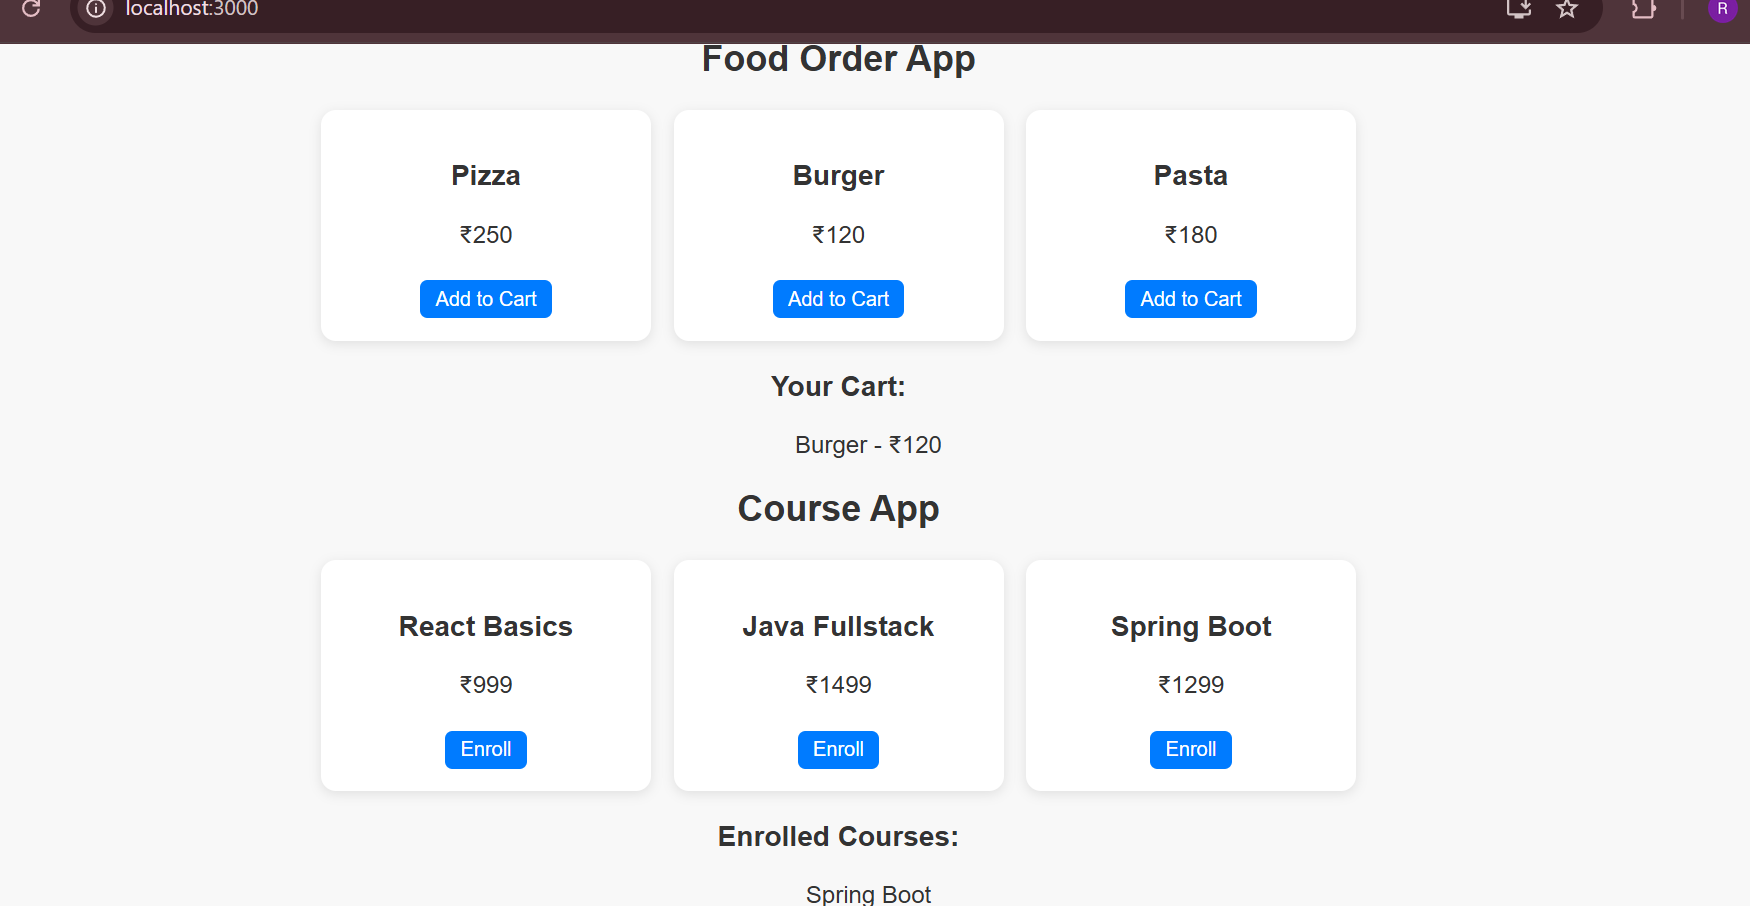 localhost:3000
R
Food Order App
Pizza
Burger
Pasta
₹250
₹120
₹180
Add to Cart
Add to Cart
Add to Cart
Your Cart:
Burger - ₹120
Course App
React Basics
Java Fullstack
Spring Boot
₹999
₹1499
₹1299
Enroll
Enroll
Enroll
Enrolled Courses:
Spring Boot